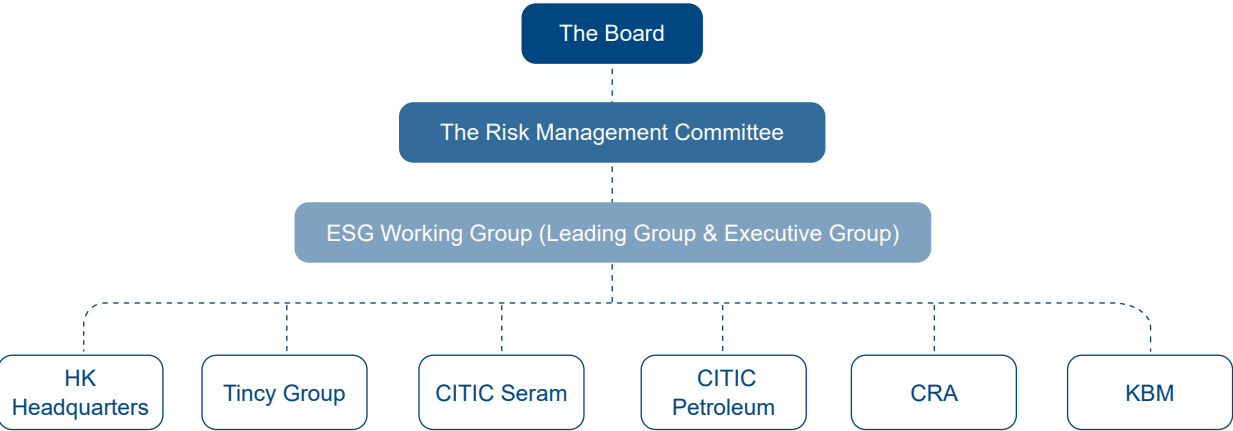 The Board
The Risk Management Committee
ESG Working Group (Leading Group & Executive Group)
HK
Headquarters
Tincy Group
CITIC Seram
CITIC
Petroleum
CRA
KBM